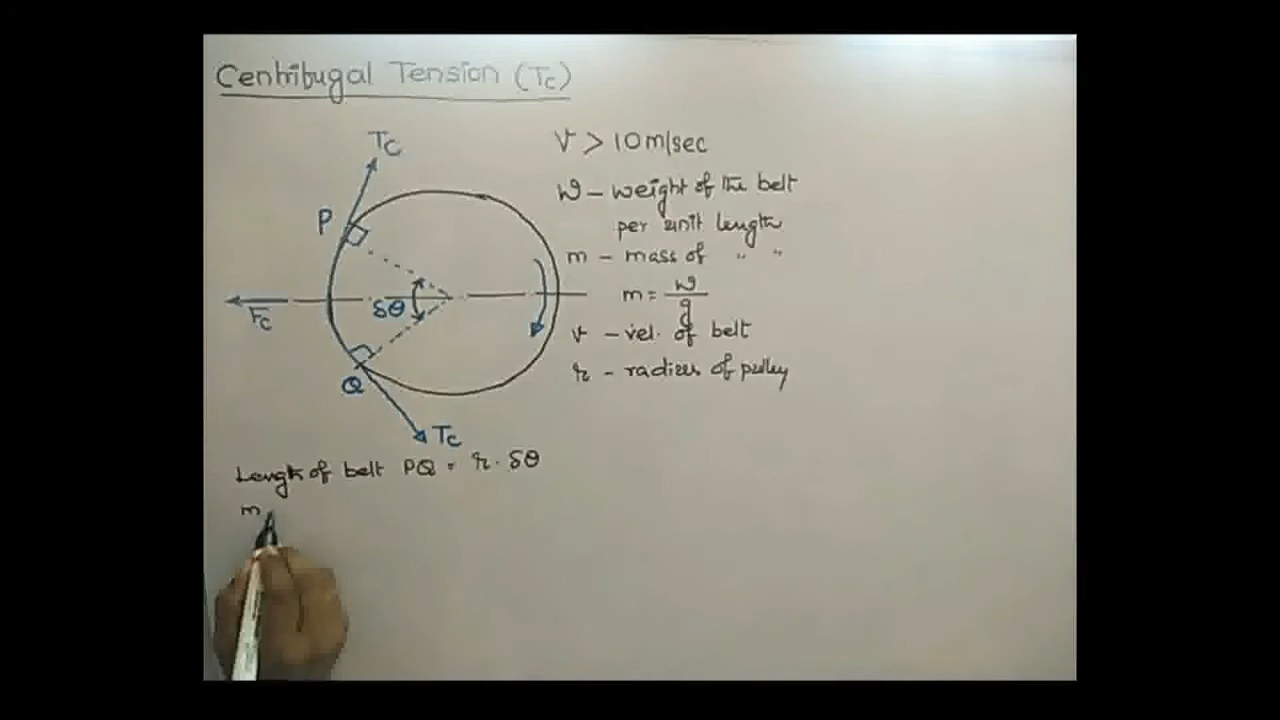 Centrifugal Tension (Tc)
Tc
P
δθ
Fc
Q
Tc
v > 10m/sec
w – weight of the belt
per unit length
m – mass of " "
m = w/g
v – vel. of belt
r – radius of pulley
Length of belt PQ = r. δθ
m